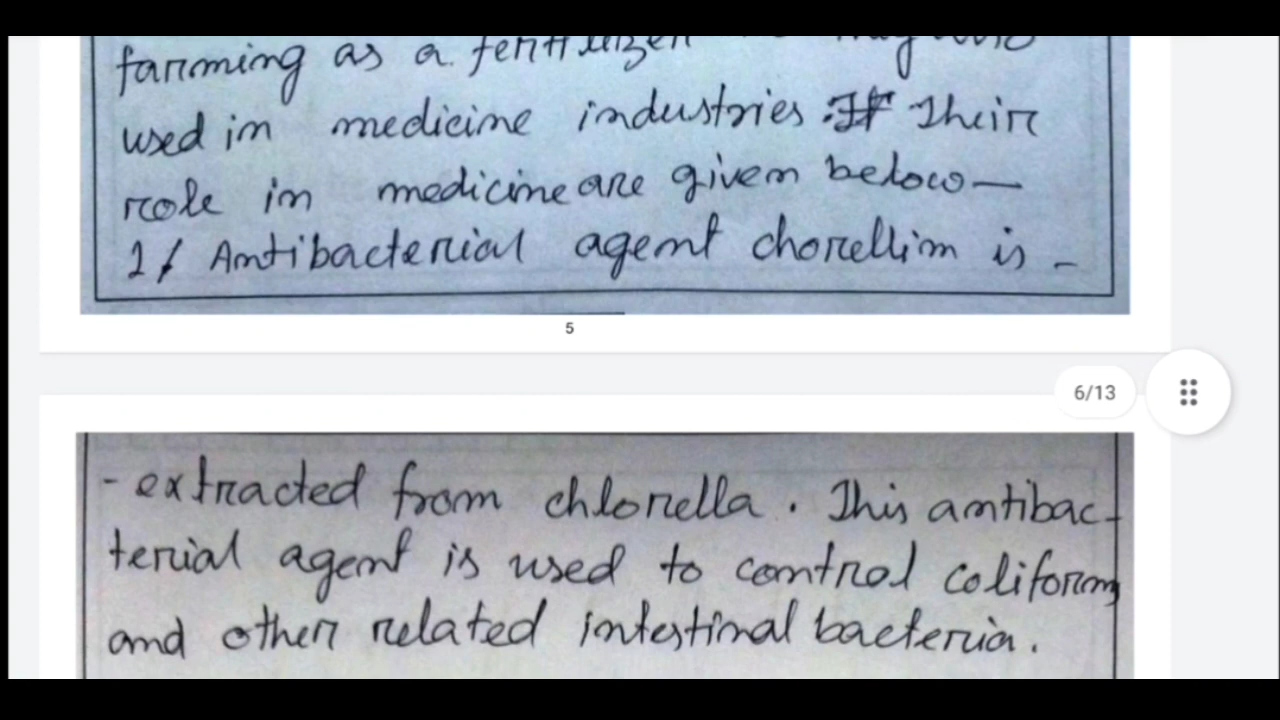 farming as a fertilizer
used in medicine industries. Their
role in medicine are given below—
1/ Antibacterial agent chorellin is -
5
6/13
- extracted from chlorella. This antibac-
terial agent is used to control coliform
and other related intestinal bacteria.